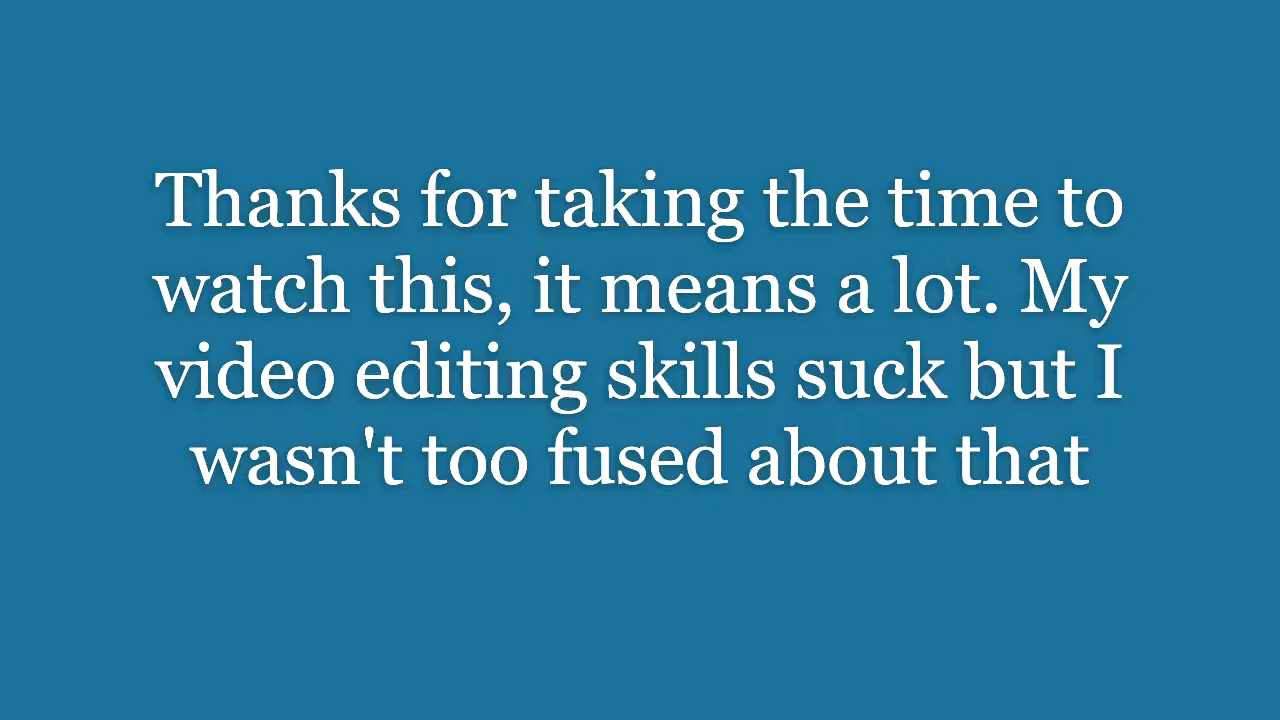 Thanks for taking the time to
watch this, it means a lot. My
video editing skills suck but I
wasn't too fused about that